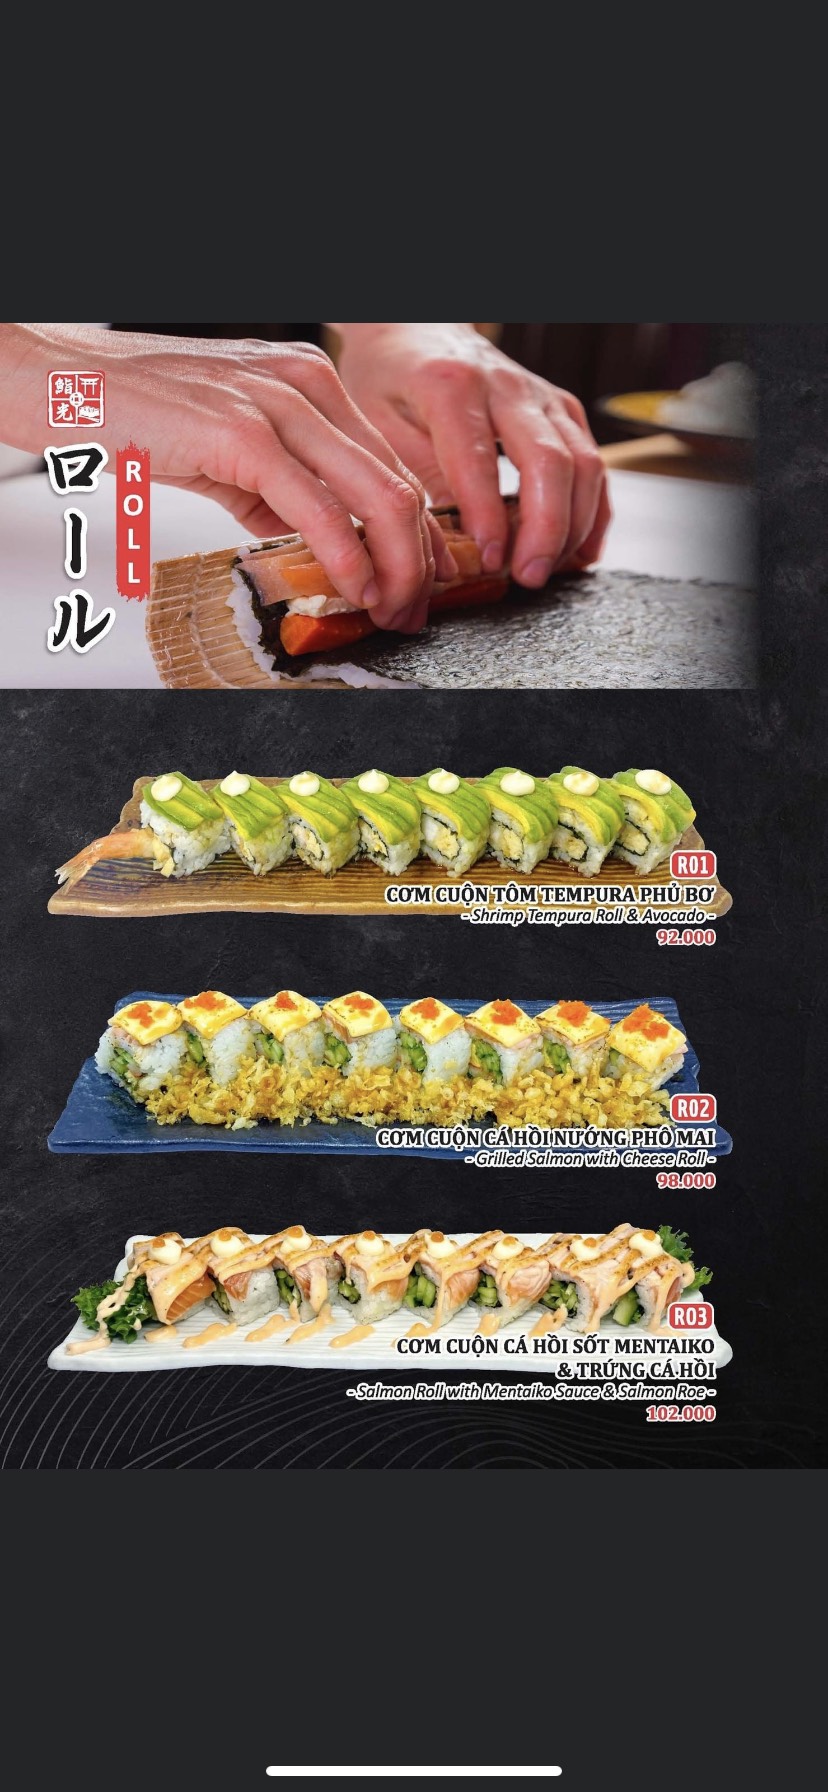 鮨
光
ロール
ROLL
R01
CƠM CUỘN TÔM TEMPURA PHỦ BƠ
- Shrimp Tempura Roll & Avocado -
92.000
R02
CƠM CUỘN CÁ HỒI NƯỚNG PHÔ MAI
- Grilled Salmon with Cheese Roll -
98.000
R03
CƠM CUỘN CÁ HỒI SỐT MENTAIKO
& TRỨNG CÁ HỒI
- Salmon Roll with Mentaiko Sauce & Salmon Roe -
102.000